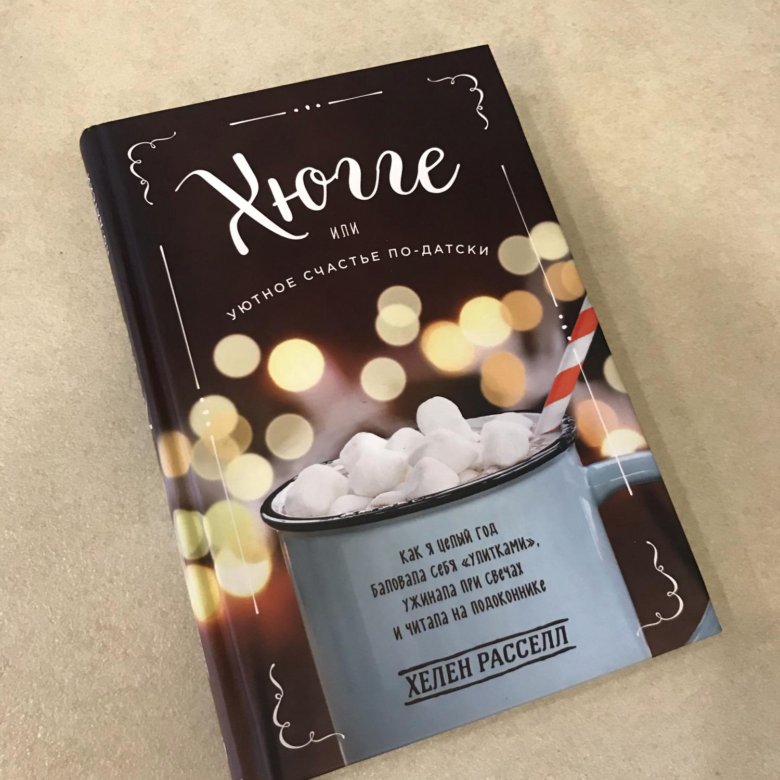 Хюгге
или
УЮТНОЕ СЧАСТЬЕ ПО-ДАТСКИ
Как я целый год
баловала себя «улитками»,
ужинала при свечах
и читала на подоконнике
ХЕЛЕН РАССЕЛЛ